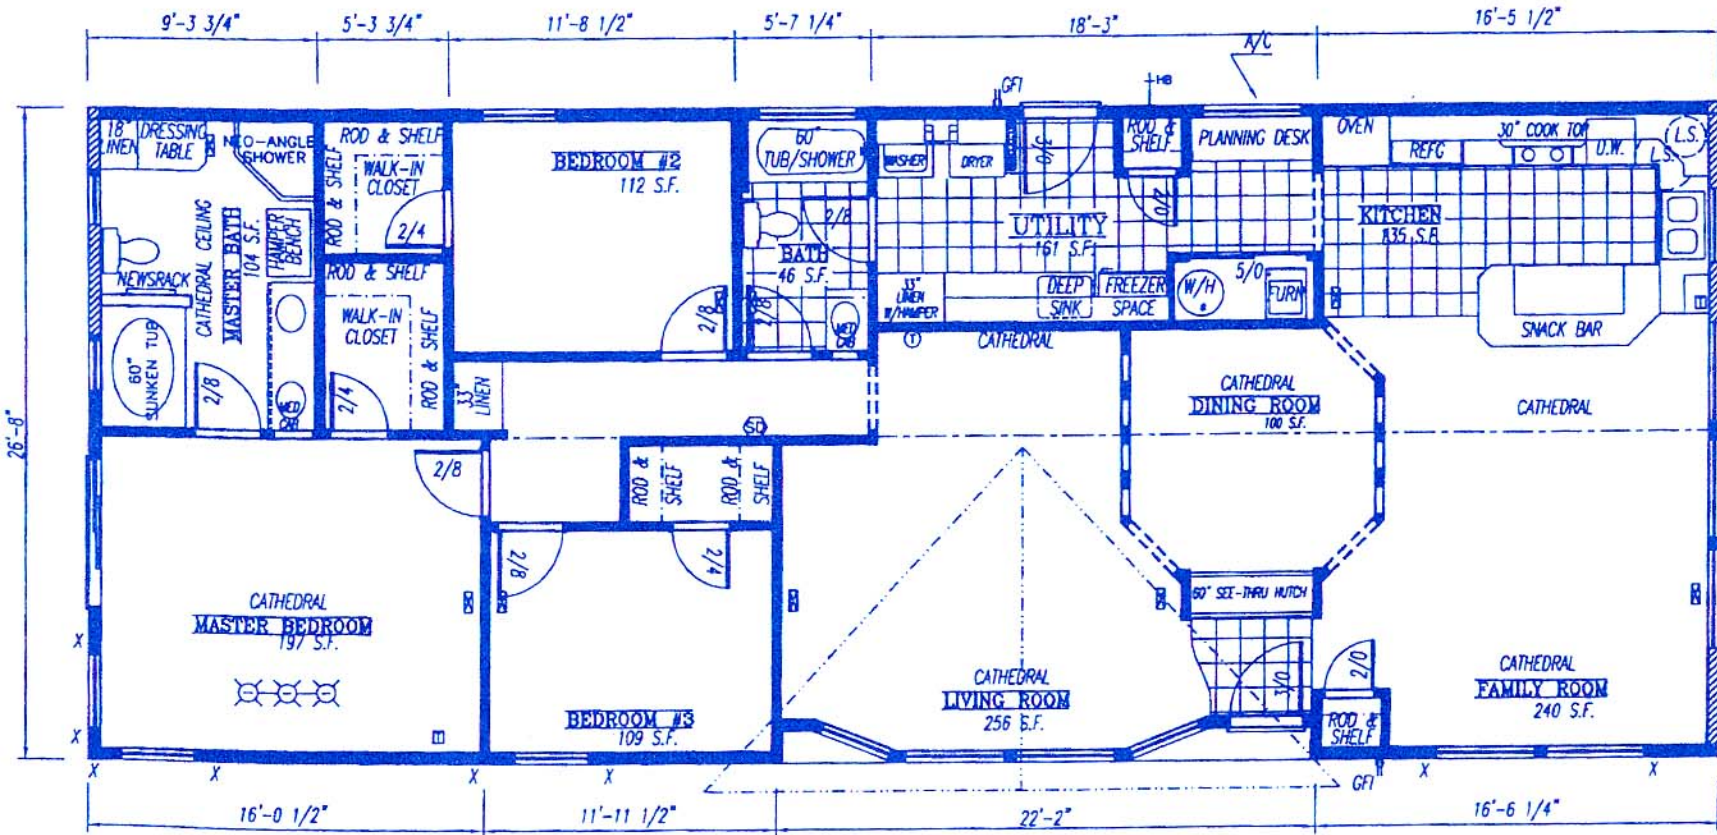 9'-3 3/4"
5'-3 3/4"
11'-8 1/2"
5'-7 1/4"
18'-3"
16'-5 1/2"
A/C
GFI
HB
18"
LINEN
DRESSING
TABLE
NEO-ANGLE
SHOWER
ROD & SHELF
ROD & SHELF
WALK-IN
CLOSET
2/4
BEDROOM #2
112 S.F.
60"
TUB/SHOWER
WASHER
DRYER
3/0
ROD &
SHELF
PLANNING DESK
OVEN
REFG
30" COOK TOP
D.W.
L.S.
L.S.
CATHEDRAL CEILING
MASTER BATH
104 S.F.
HAMPER
BENCH
NEWSRACK
60"
SUNKEN TUB
2/8
MED
CAB
ROD & SHELF
WALK-IN
CLOSET
ROD & SHELF
2/4
33"
LINEN
2/8
2/8
BATH
46 S.F.
2/8
MED
CAB
UTILITY
161 S.F.
2/0
33"
LINEN
W/HAMPER
DEEP
SINK
FREEZER
SPACE
W/H
5/0
FURN
KITCHEN
135 S.F.
SNACK BAR
T
CATHEDRAL
CATHEDRAL
DINING ROOM
100 S.F.
CATHEDRAL
26'-8"
SD
2/8
ROD &
SHELF
ROD &
SHELF
2/8
2/4
CATHEDRAL
MASTER BEDROOM
197 S.F.
BEDROOM #3
109 S.F.
60" SEE-THRU HUTCH
CATHEDRAL
LIVING ROOM
256 S.F.
3/0
2/0
ROD &
SHELF
CATHEDRAL
FAMILY ROOM
240 S.F.
T
X
X
X
X
X
X
GFI
X
X
16'-0 1/2"
11'-11 1/2"
22'-2"
16'-6 1/4"